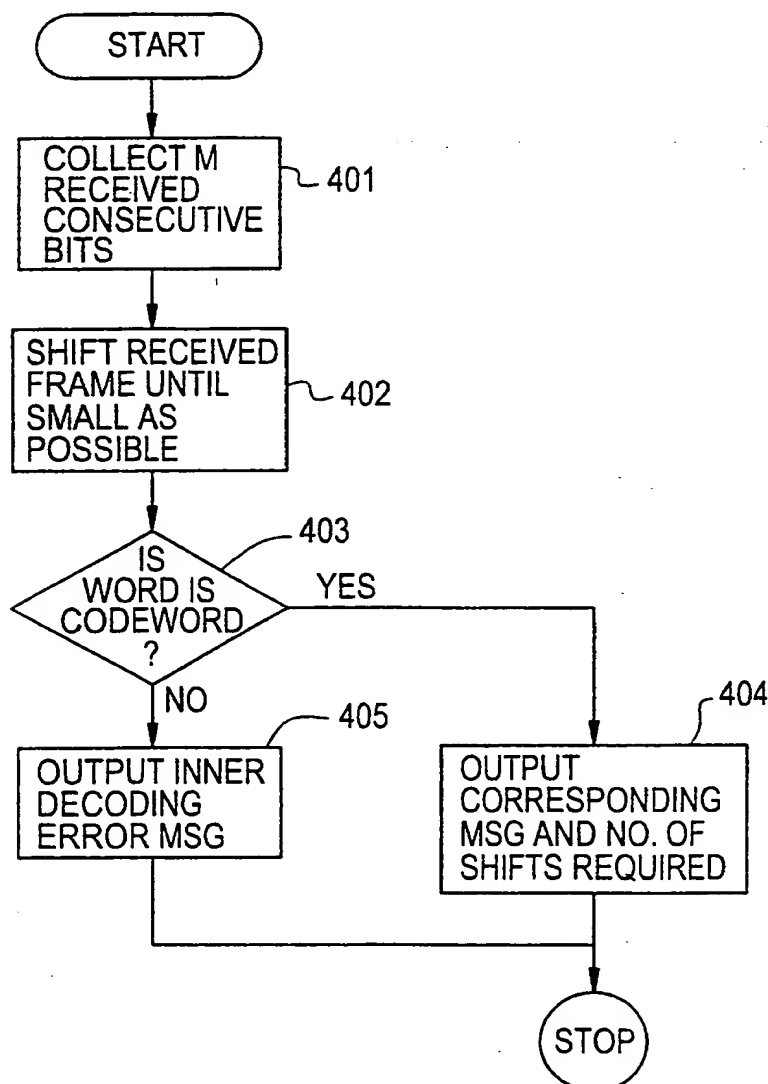 START
COLLECT M
RECEIVED
CONSECUTIVE
BITS
401
SHIFT RECEIVED
FRAME UNTIL
SMALL AS
POSSIBLE
402
403
IS
WORD IS
CODEWORD
?
YES
NO
405
404
OUTPUT INNER
DECODING
ERROR MSG
OUTPUT
CORRESPONDING
MSG AND NO. OF
SHIFTS REQUIRED
STOP